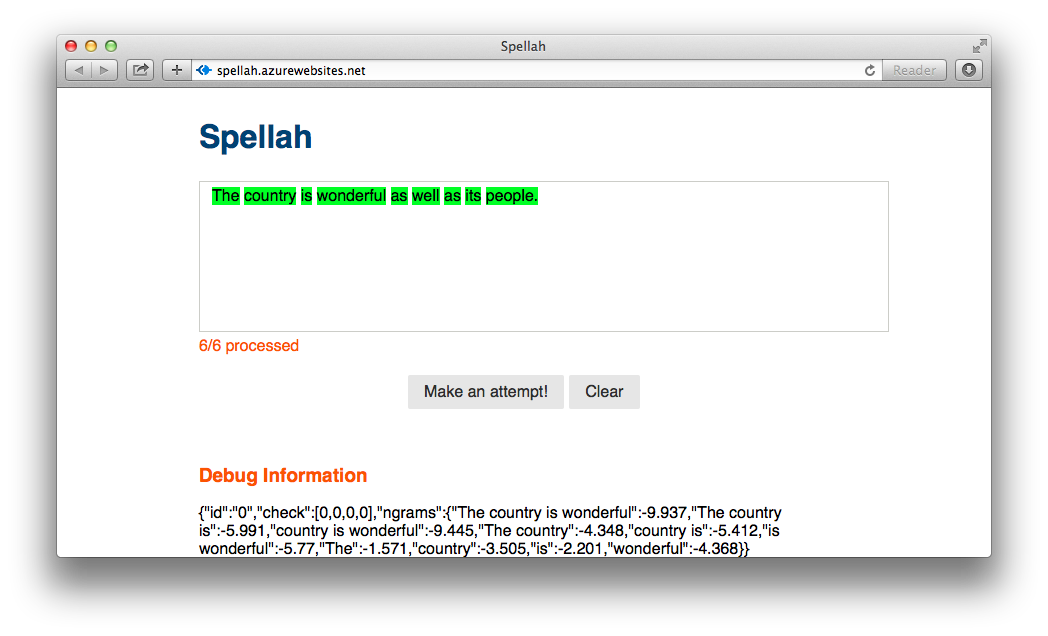 Spellah
spellah.azurewebsites.net
Reader
Spellah
The country is wonderful as well as its people.
6/6 processed
Make an attempt! Clear
Debug Information
{"id":"0","check":[0,0,0,0],"ngrams":{"The country is wonderful":-9.937,"The country
is":-5.991,"country is wonderful":-9.445,"The country":-4.348,"country is":-5.412,"is
wonderful":-5.77,"The":-1.571,"country":-3.505,"is":-2.201,"wonderful":-4.368}}